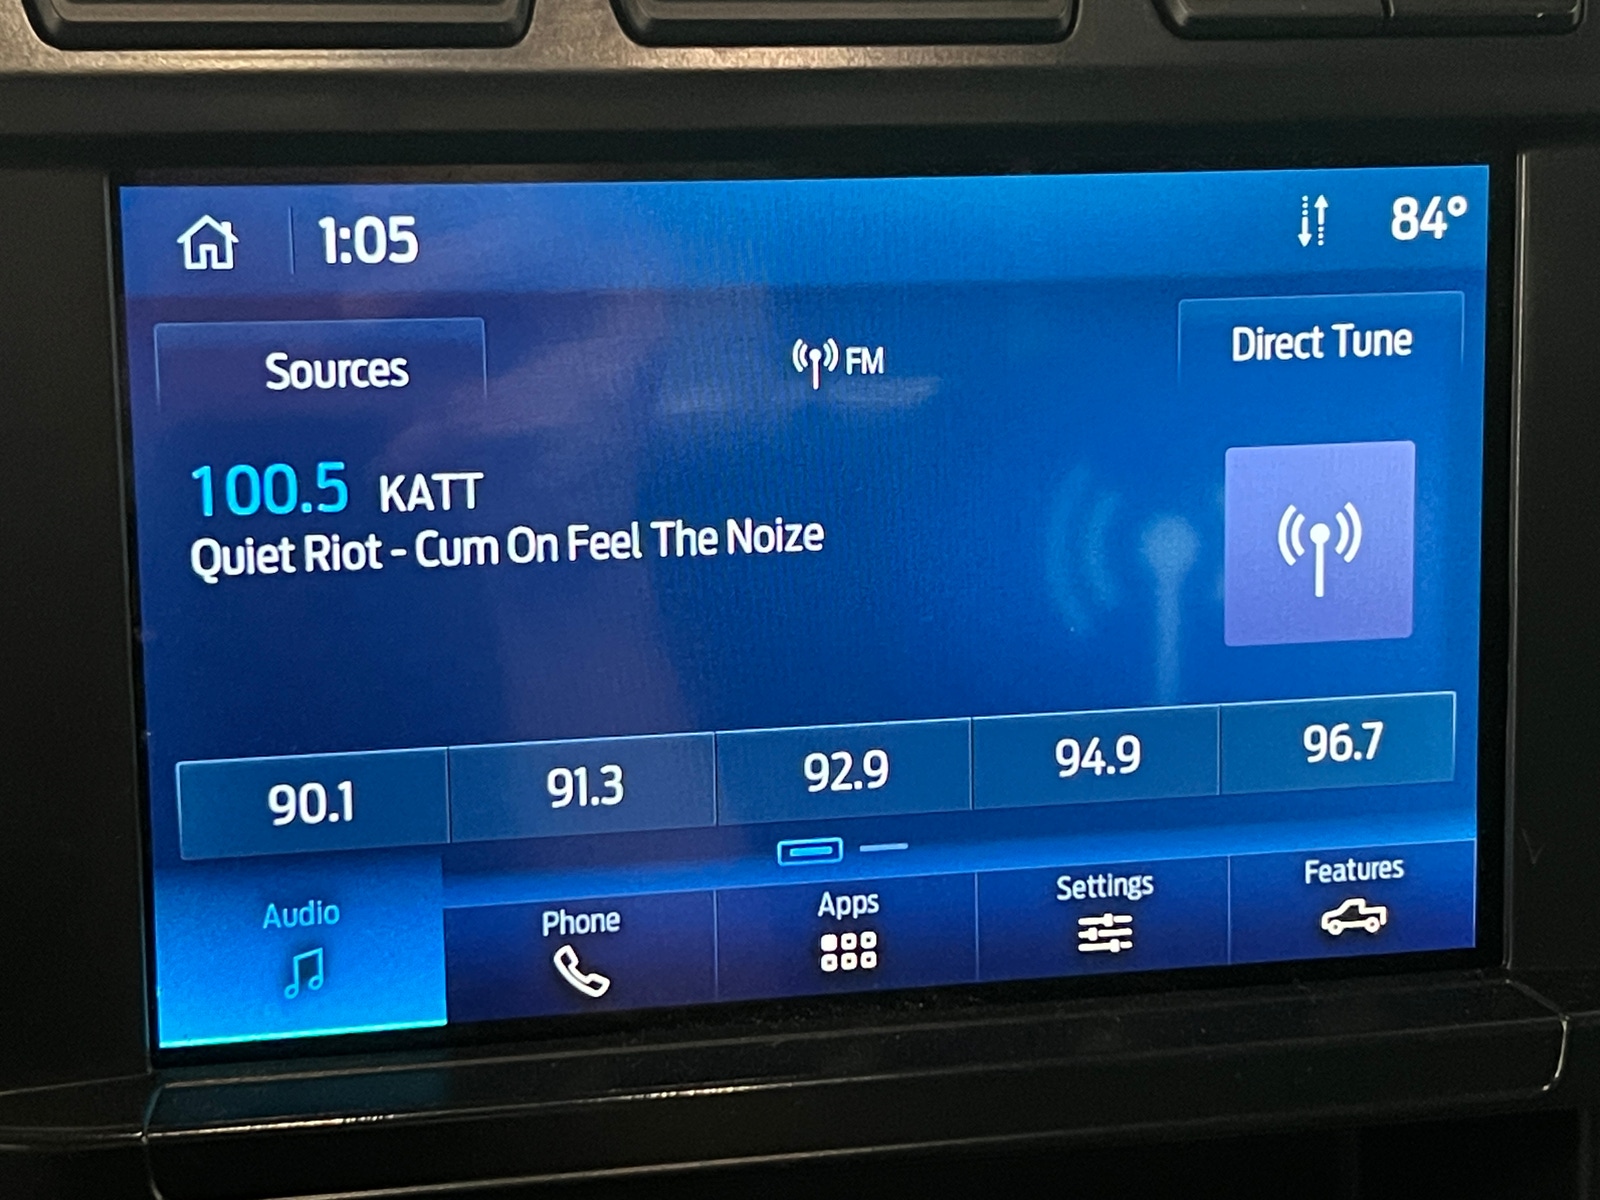 1:05
84°
Sources
FM
Direct Tune
100.5 KATT
Quiet Riot - Cum On Feel The Noize
90.1
91.3
92.9
94.9
96.7
Audio
Phone
Apps
Settings
Features